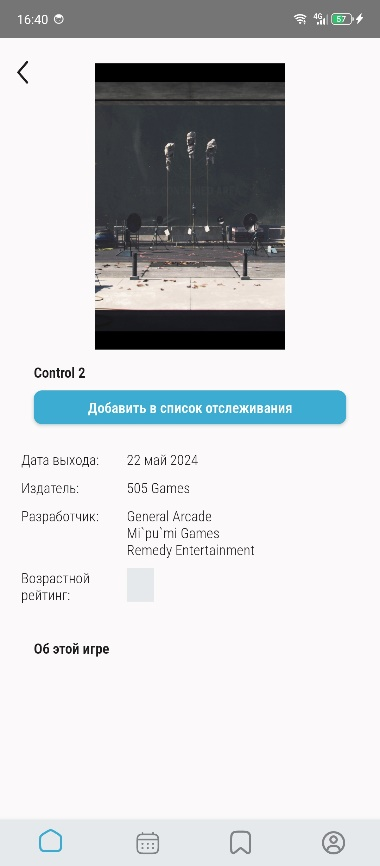 16:40
4G
57
Control 2
Добавить в список отслеживания
Дата выхода: 22 май 2024
Издатель: 505 Games
Разработчик: General Arcade
Mi`pu`mi Games
Remedy Entertainment
Возрастной
рейтинг:
Об этой игре